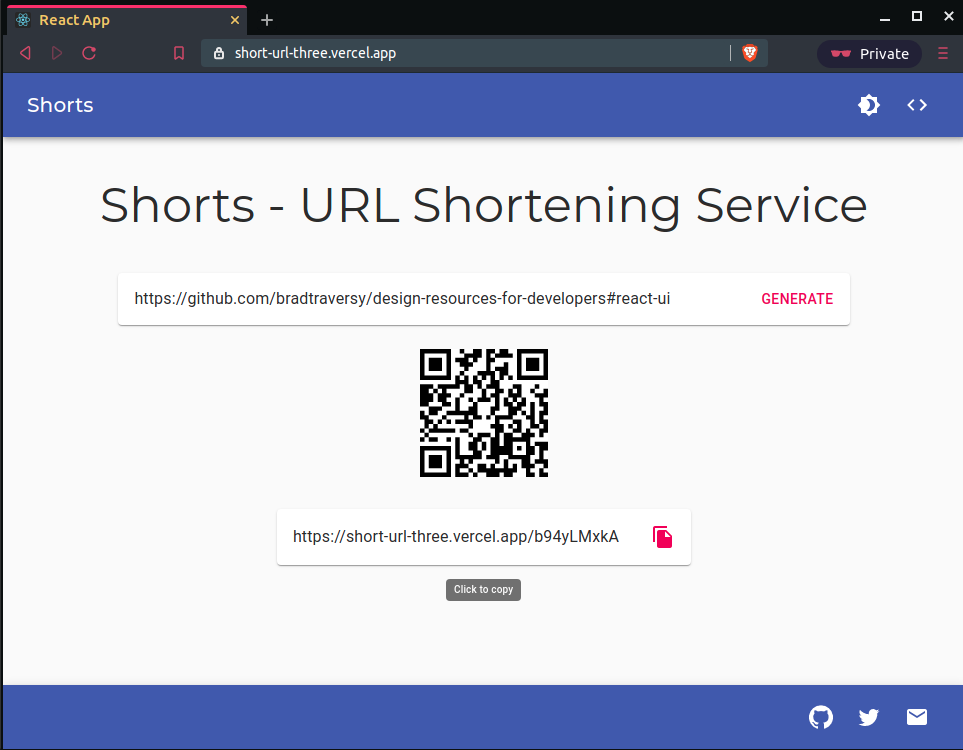 React App
short-url-three.vercel.app
Private
Shorts
Shorts - URL Shortening Service
https://github.com/bradtraversy/design-resources-for-developers#react-ui
GENERATE
https://short-url-three.vercel.app/b94yLMxkA
Click to copy